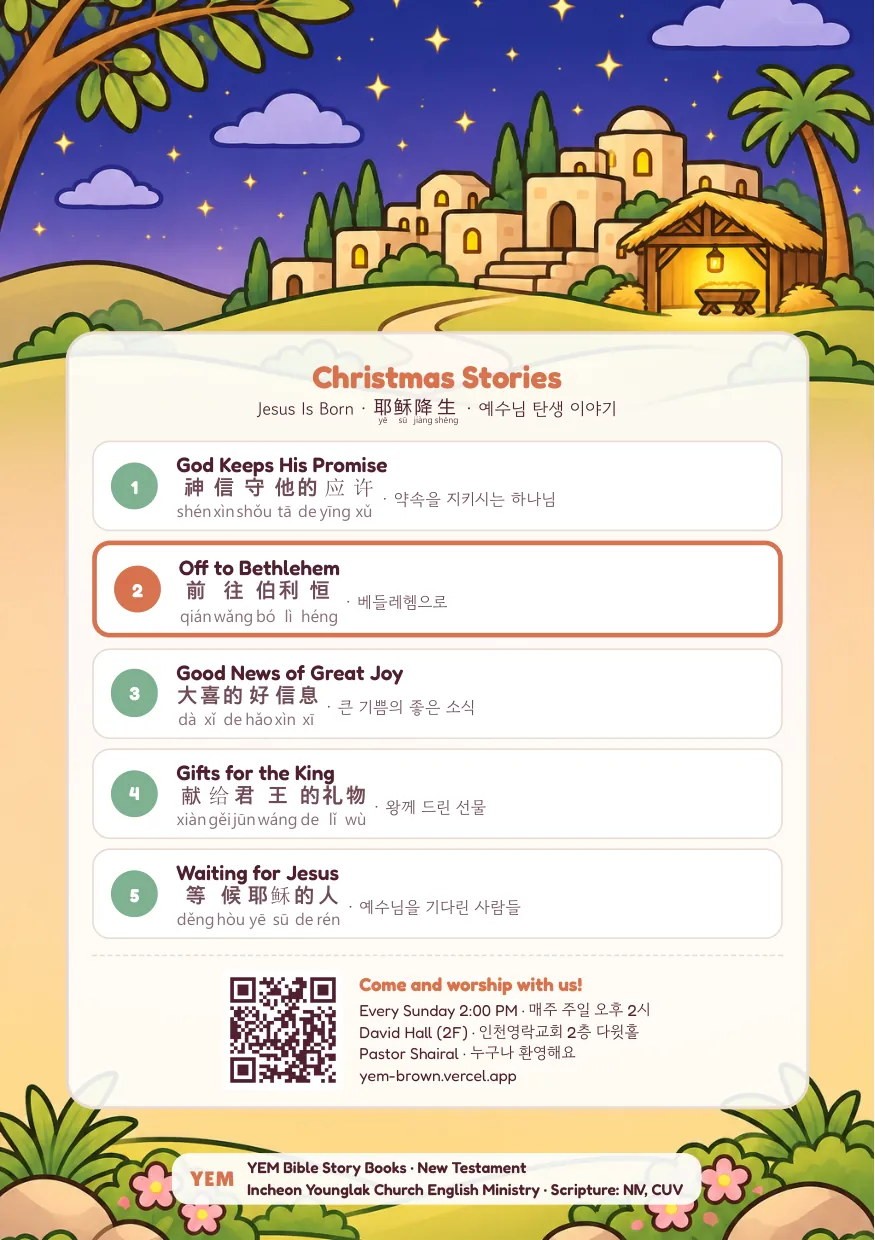 Christmas Stories
Jesus Is Born · 耶稣降生 · 예수님 탄생 이야기
yē sū jiàng shēng
1
God Keeps His Promise
神信守他的应许 · 약속을 지키시는 하나님
shén xìn shǒu tā de yīng xǔ
2
Off to Bethlehem
前往伯利恒 · 베들레헴으로
qián wǎng bó lì héng
3
Good News of Great Joy
大喜的好信息 · 큰 기쁨의 좋은 소식
dà xǐ de hǎo xìn xī
4
Gifts for the King
献给君王的礼物 · 왕께 드린 선물
xiàn gěi jūn wáng de lǐ wù
5
Waiting for Jesus
等候耶稣的人 · 예수님을 기다린 사람들
děng hòu yē sū de rén
Come and worship with us!
Every Sunday 2:00 PM · 매주 주일 오후 2시
David Hall (2F) · 인천영락교회 2층 다윗홀
Pastor Shairal · 누구나 환영해요
yem-brown.vercel.app
YEM
YEM Bible Story Books · New Testament
Incheon Younglak Church English Ministry · Scripture: NIV, CUV